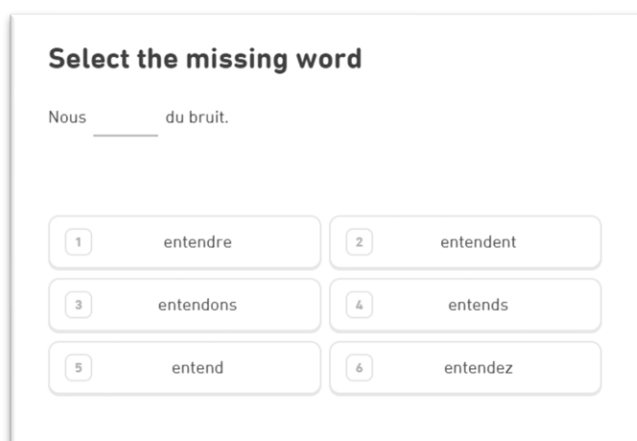 Select the missing word
Nous ______ du bruit.
1 entendre
2 entendent
3 entendons
4 entends
5 entend
6 entendez